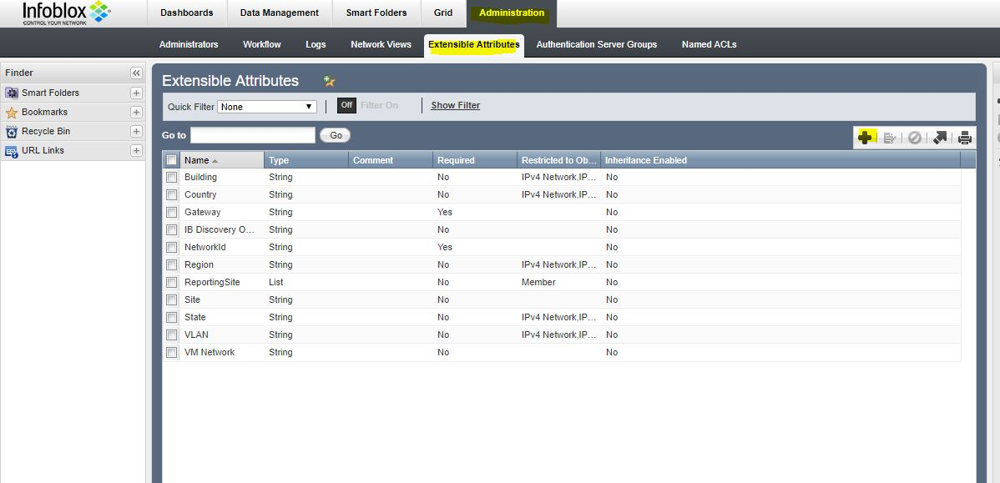 Infoblox
CONTROL YOUR NETWORK
Dashboards Data Management Smart Folders Grid Administration
Administrators Workflow Logs Network Views Extensible Attributes Authentication Server Groups Named ACLs
Finder
Smart Folders
Bookmarks
Recycle Bin
URL Links
Extensible Attributes
Quick Filter None Off Filter On Show Filter
Go to Go
Name Type Comment Required Restricted to Ob... Inheritance Enabled
Building String No IPv4 Network,IP... No
Country String No IPv4 Network,IP... No
Gateway String Yes No
IB Discovery O... String No No
NetworkId String Yes No
Region String No IPv4 Network,IP... No
ReportingSite List No Member No
Site String No No
State String No IPv4 Network,IP... No
VLAN String No IPv4 Network,IP... No
VM Network String No No